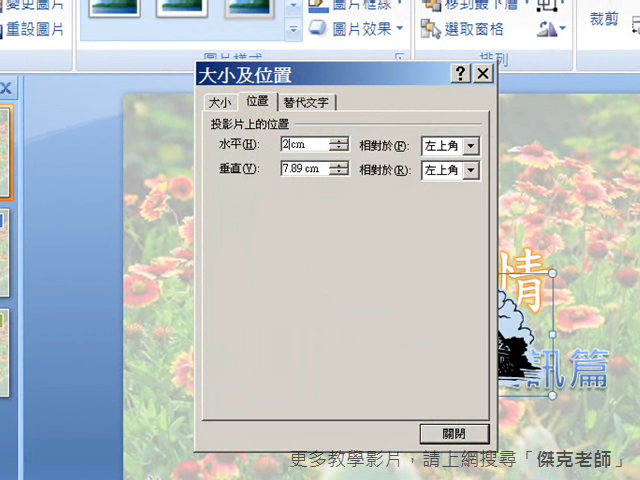 變更圖片
圖片框線
移到最下層
裁剪
重設圖片
圖片效果
選取窗格
圖片樣式
排列
大小及位置
大小 位置 替代文字
投影片上的位置
水平(H): 2 cm 相對於(F): 左上角
垂直(V): 7.89 cm 相對於(R): 左上角
情
訊篇
關閉
更多教學影片，請上網搜尋「傑克老師」